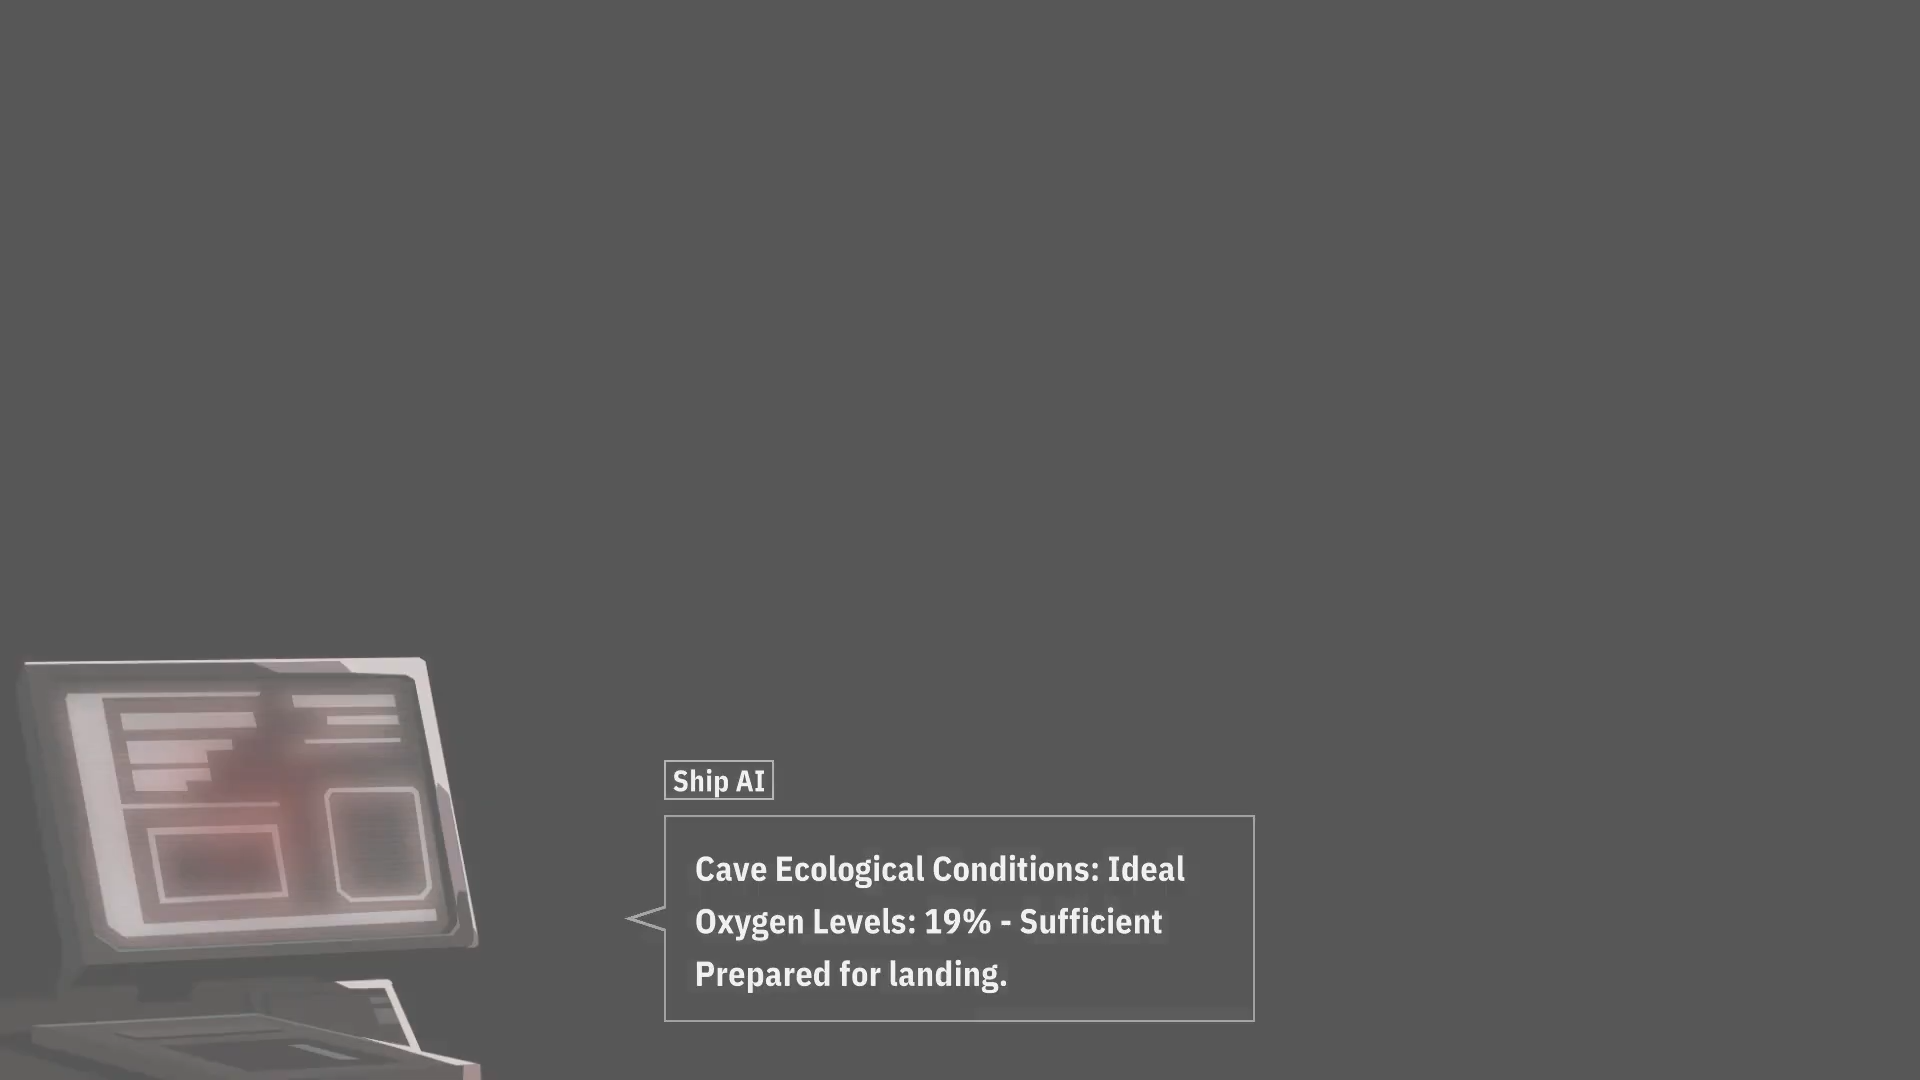 Ship AI
Cave Ecological Conditions: Ideal
Oxygen Levels: 19% - Sufficient
Prepared for landing.